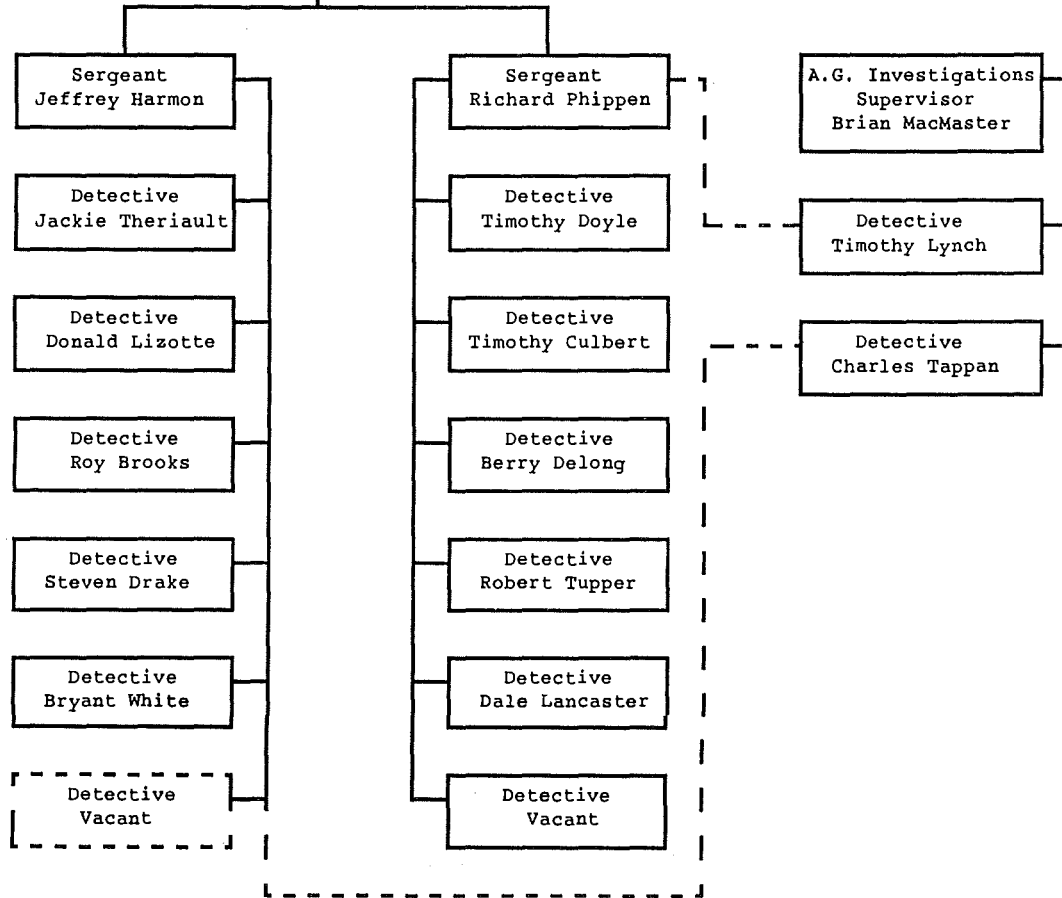 Sergeant
Jeffrey Harmon
Detective
Jackie Theriault
Detective
Donald Lizotte
Detective
Roy Brooks
Detective
Steven Drake
Detective
Bryant White
Detective
Vacant
Sergeant
Richard Phippen
Detective
Timothy Doyle
Detective
Timothy Culbert
Detective
Berry Delong
Detective
Robert Tupper
Detective
Dale Lancaster
Detective
Vacant
A.G. Investigations
Supervisor
Brian MacMaster
Detective
Timothy Lynch
Detective
Charles Tappan